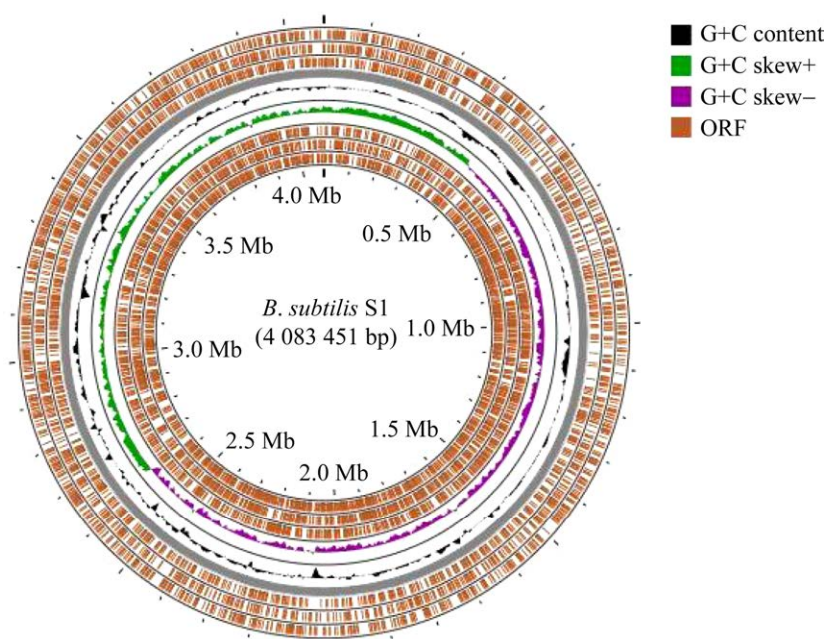 G+C content
G+C skew+
G+C skew–
ORF
4.0 Mb
0.5 Mb
3.5 Mb
B. subtilis S1
(4 083 451 bp)
1.0 Mb
3.0 Mb
1.5 Mb
2.5 Mb
2.0 Mb